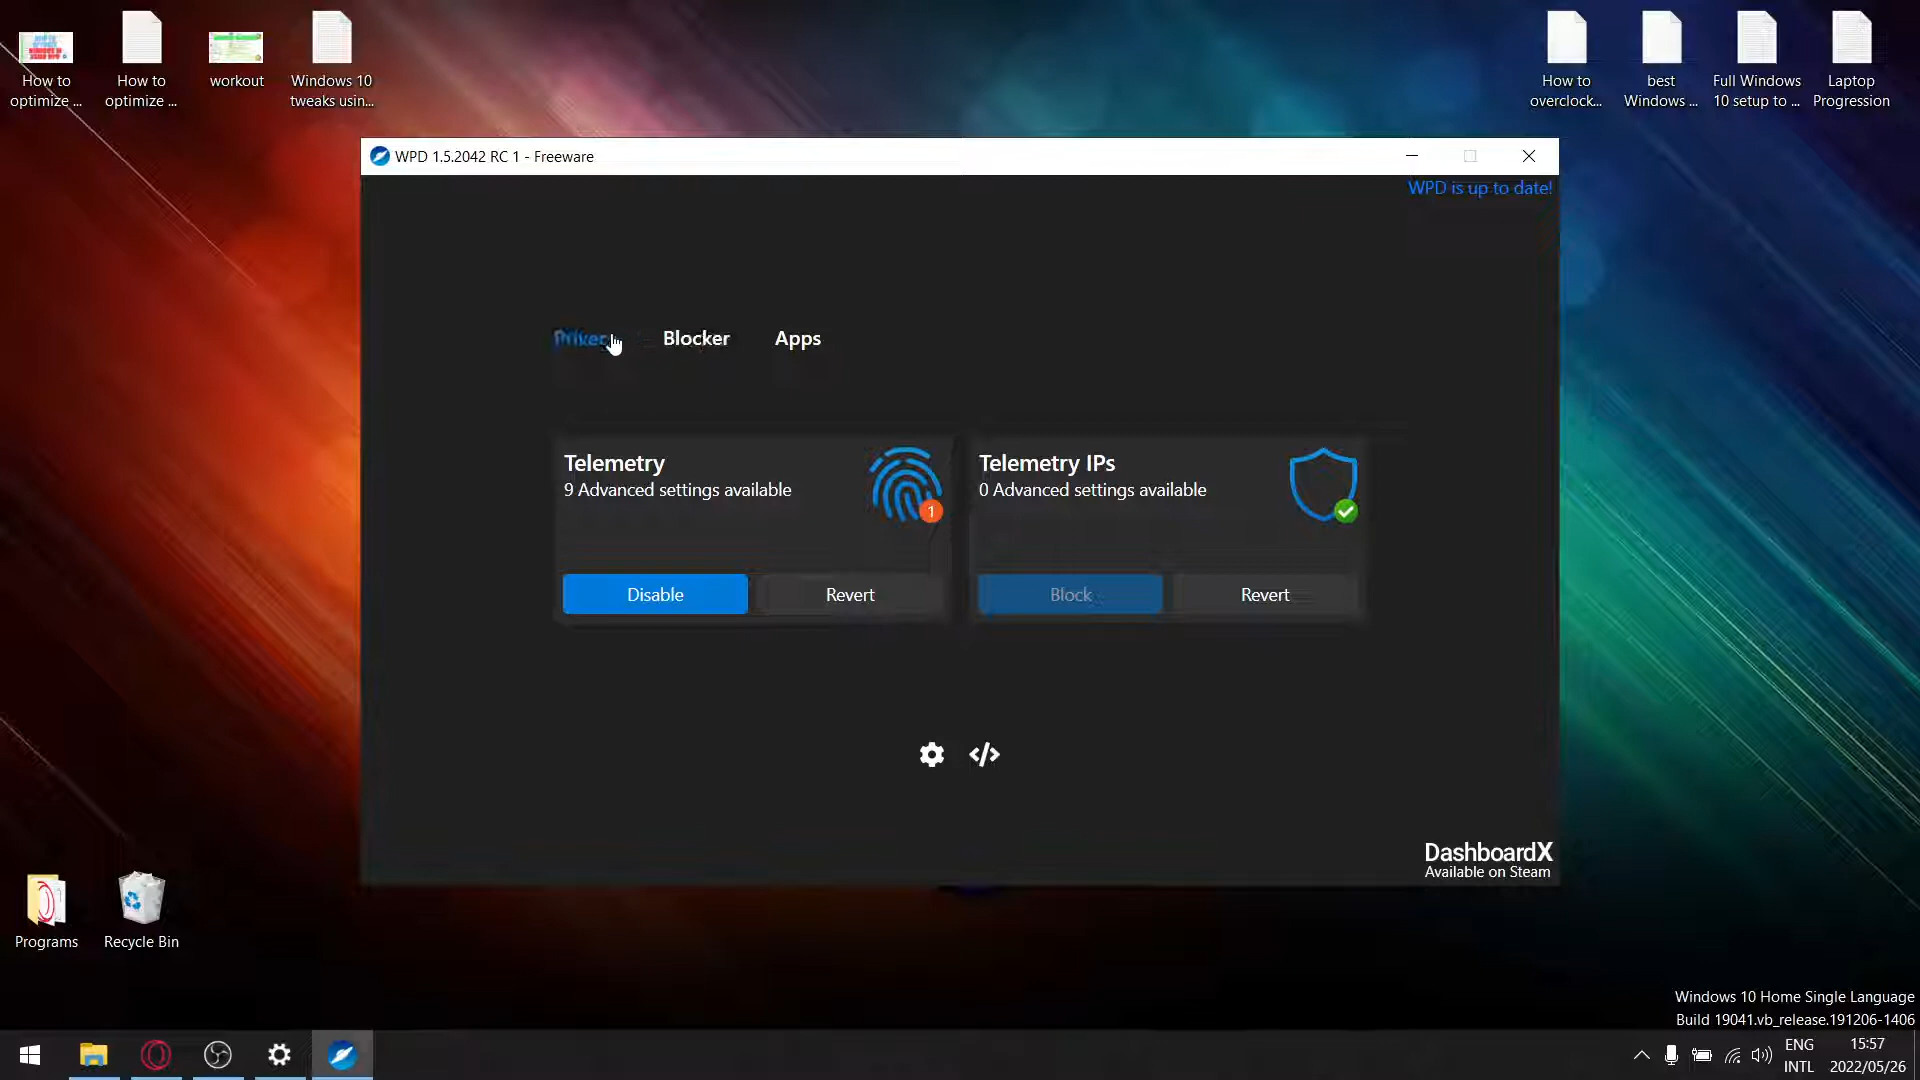 How to
optimize ...
How to
optimize ...
workout
Windows 10
tweaks usin...
How to
overclock...
best
Windows ...
Full Windows
10 setup to ...
Laptop
Progression
WPD 1.5.2042 RC 1 - Freeware
WPD is up to date!
Blocker
Apps
Telemetry
9 Advanced settings available
1
Disable
Revert
Telemetry IPs
0 Advanced settings available
Block
Revert
DashboardX
Available on Steam
Programs
Recycle Bin
Windows 10 Home Single Language
Build 19041.vb_release.191206-1406
ENG
INTL
15:57
2022/05/26